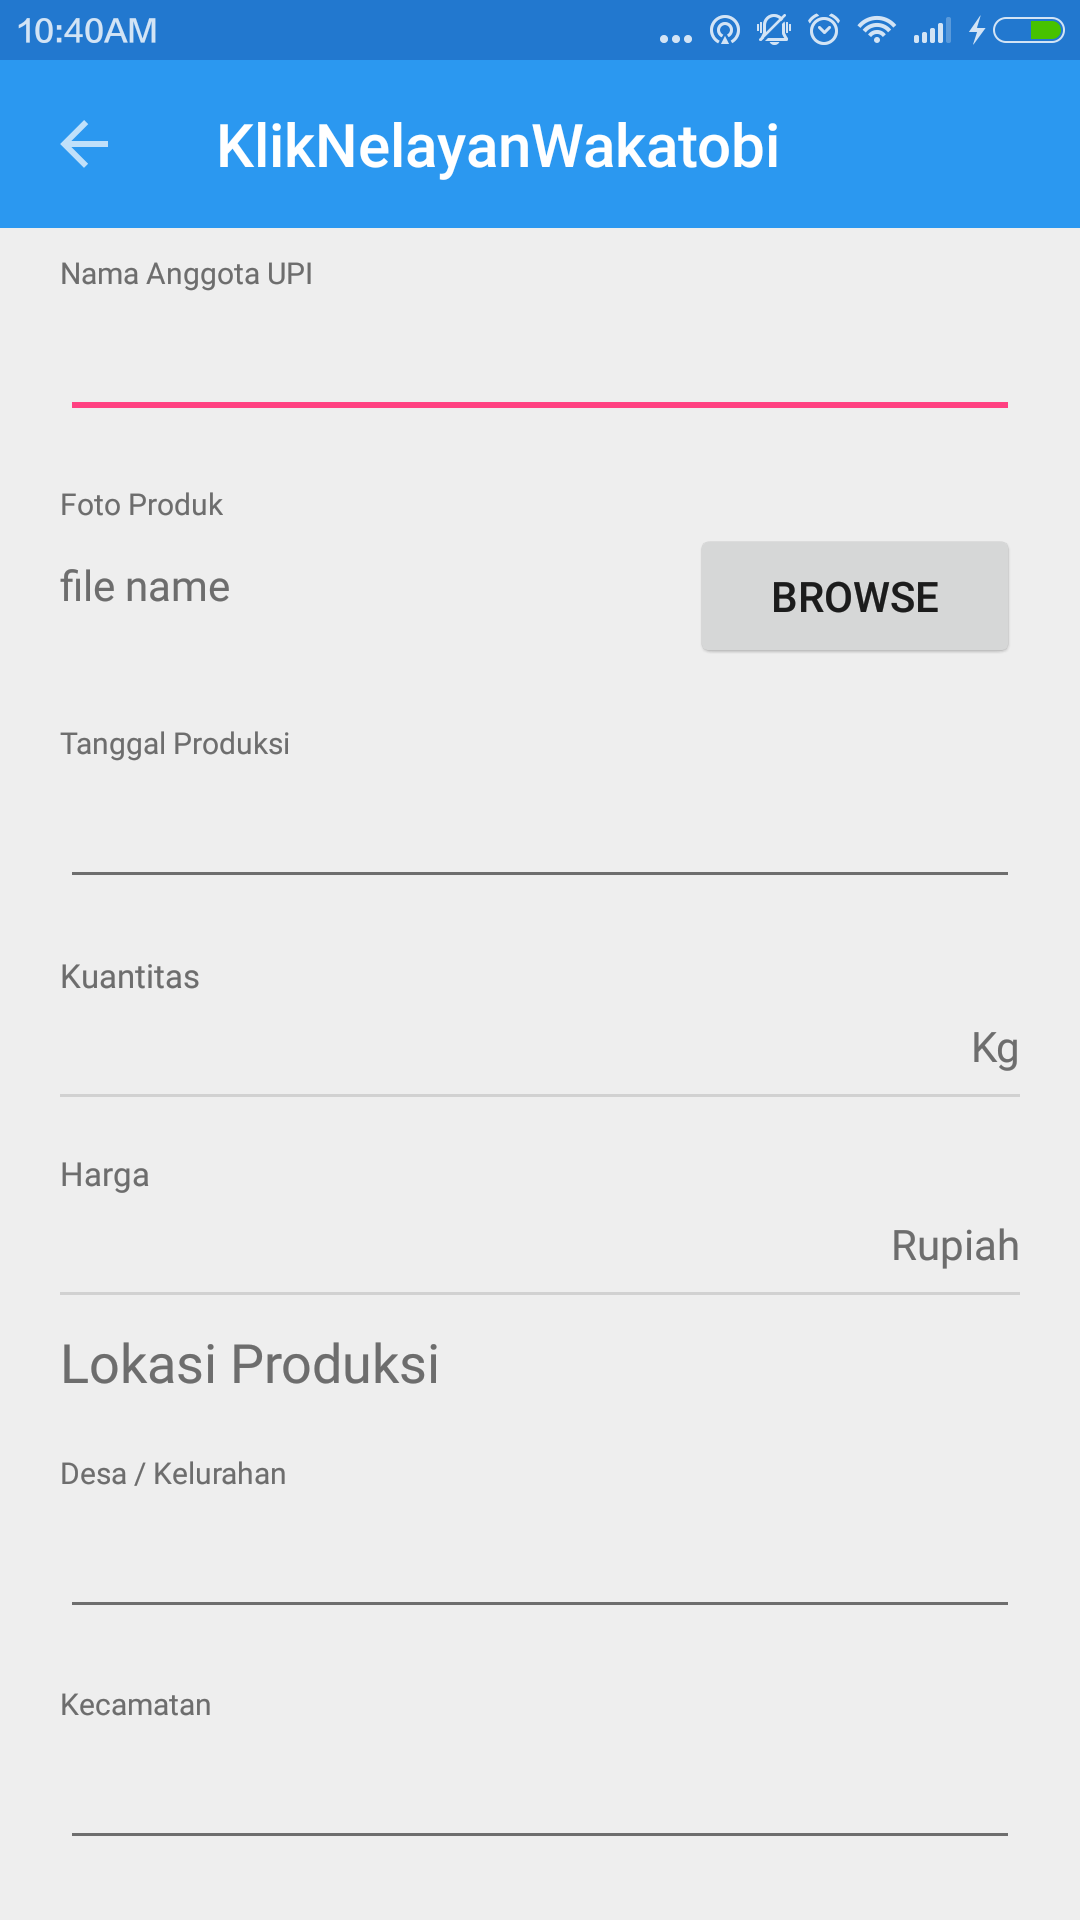 10:40AM
KlikNelayanWakatobi
Nama Anggota UPI
Foto Produk
file name
BROWSE
Tanggal Produksi
Kuantitas
Kg
Harga
Rupiah
Lokasi Produksi
Desa / Kelurahan
Kecamatan